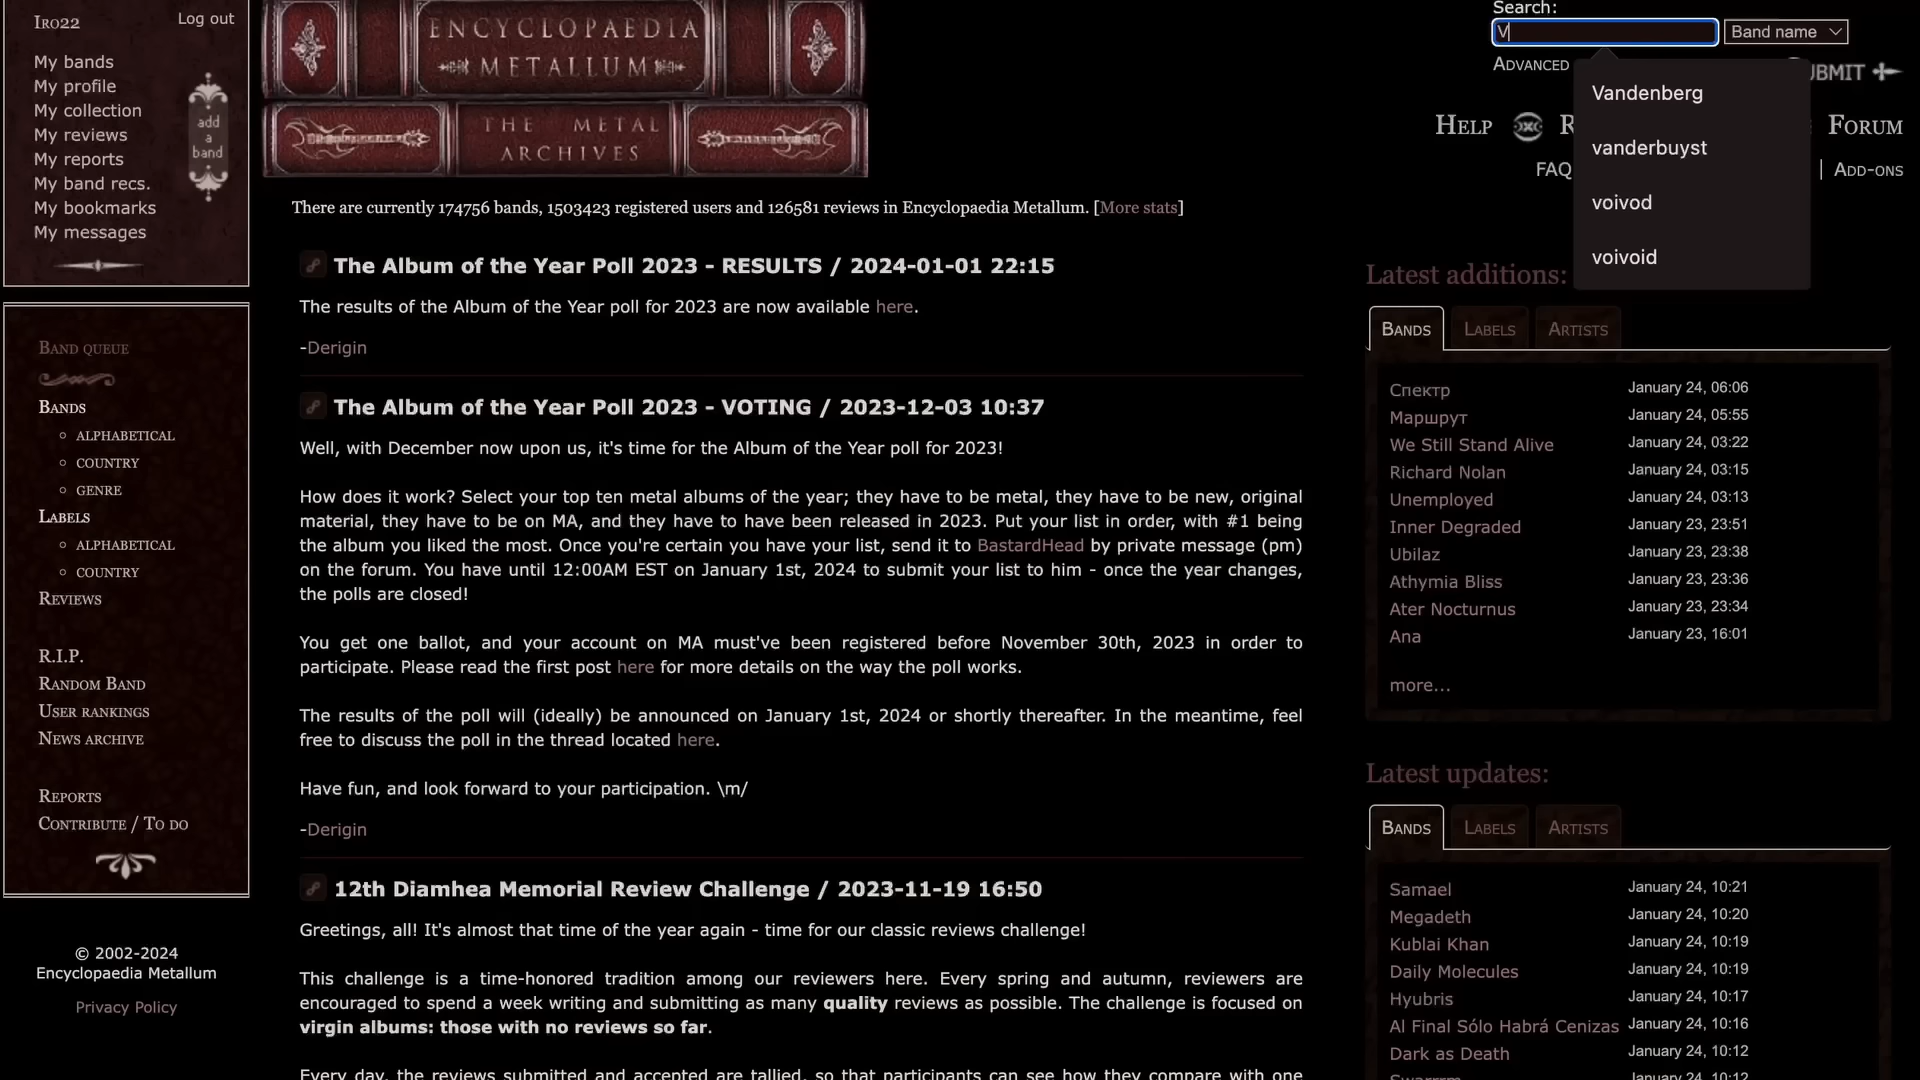 Iro22
Log out
My bands
My profile
My collection
My reviews
My reports
My band recs.
My bookmarks
My messages
add
a
band
ENCYCLOPAEDIA
METALLUM
THE METAL
ARCHIVES
Search:
V
Band name
Advanced
Vandenberg
vanderbuyst
voivod
voivoid
Help
Forum
FAQ
Add-ons
There are currently 174756 bands, 1503423 registered users and 126581 reviews in Encyclopaedia Metallum. [More stats]
The Album of the Year Poll 2023 - RESULTS / 2024-01-01 22:15
The results of the Album of the Year poll for 2023 are now available here.
-Derigin
The Album of the Year Poll 2023 - VOTING / 2023-12-03 10:37
Well, with December now upon us, it's time for the Album of the Year poll for 2023!
How does it work? Select your top ten metal albums of the year; they have to be metal, they have to be new, original
material, they have to be on MA, and they have to have been released in 2023. Put your list in order, with #1 being
the album you liked the most. Once you're certain you have your list, send it to BastardHead by private message (pm)
on the forum. You have until 12:00AM EST on January 1st, 2024 to submit your list to him - once the year changes,
the polls are closed!
You get one ballot, and your account on MA must've been registered before November 30th, 2023 in order to
participate. Please read the first post here for more details on the way the poll works.
The results of the poll will (ideally) be announced on January 1st, 2024 or shortly thereafter. In the meantime, feel
free to discuss the poll in the thread located here.
Have fun, and look forward to your participation. \m/
-Derigin
12th Diamhea Memorial Review Challenge / 2023-11-19 16:50
Greetings, all! It's almost that time of the year again - time for our classic reviews challenge!
This challenge is a time-honored tradition among our reviewers here. Every spring and autumn, reviewers are
encouraged to spend a week writing and submitting as many quality reviews as possible. The challenge is focused on
virgin albums: those with no reviews so far.
Every day, the reviews submitted and accepted are tallied, so that participants can see how they compare with one
Band queue
Bands
alphabetical
country
genre
Labels
alphabetical
country
Reviews
R.I.P.
Random Band
User rankings
News archive
Reports
Contribute / To do
© 2002-2024
Encyclopaedia Metallum
Privacy Policy
Latest additions:
Bands
Labels
Artists
Спектр January 24, 06:06
Маршрут January 24, 05:55
We Still Stand Alive January 24, 03:22
Richard Nolan January 24, 03:15
Unemployed January 24, 03:13
Inner Degraded January 23, 23:51
Ubilaz January 23, 23:38
Athymia Bliss January 23, 23:36
Ater Nocturnus January 23, 23:34
Ana January 23, 16:01
more...
Latest updates:
Bands
Labels
Artists
Samael January 24, 10:21
Megadeth January 24, 10:20
Kublai Khan January 24, 10:19
Daily Molecules January 24, 10:19
Hyubris January 24, 10:17
Al Final Sólo Habrá Cenizas January 24, 10:16
Dark as Death January 24, 10:12
January 24, 10:12